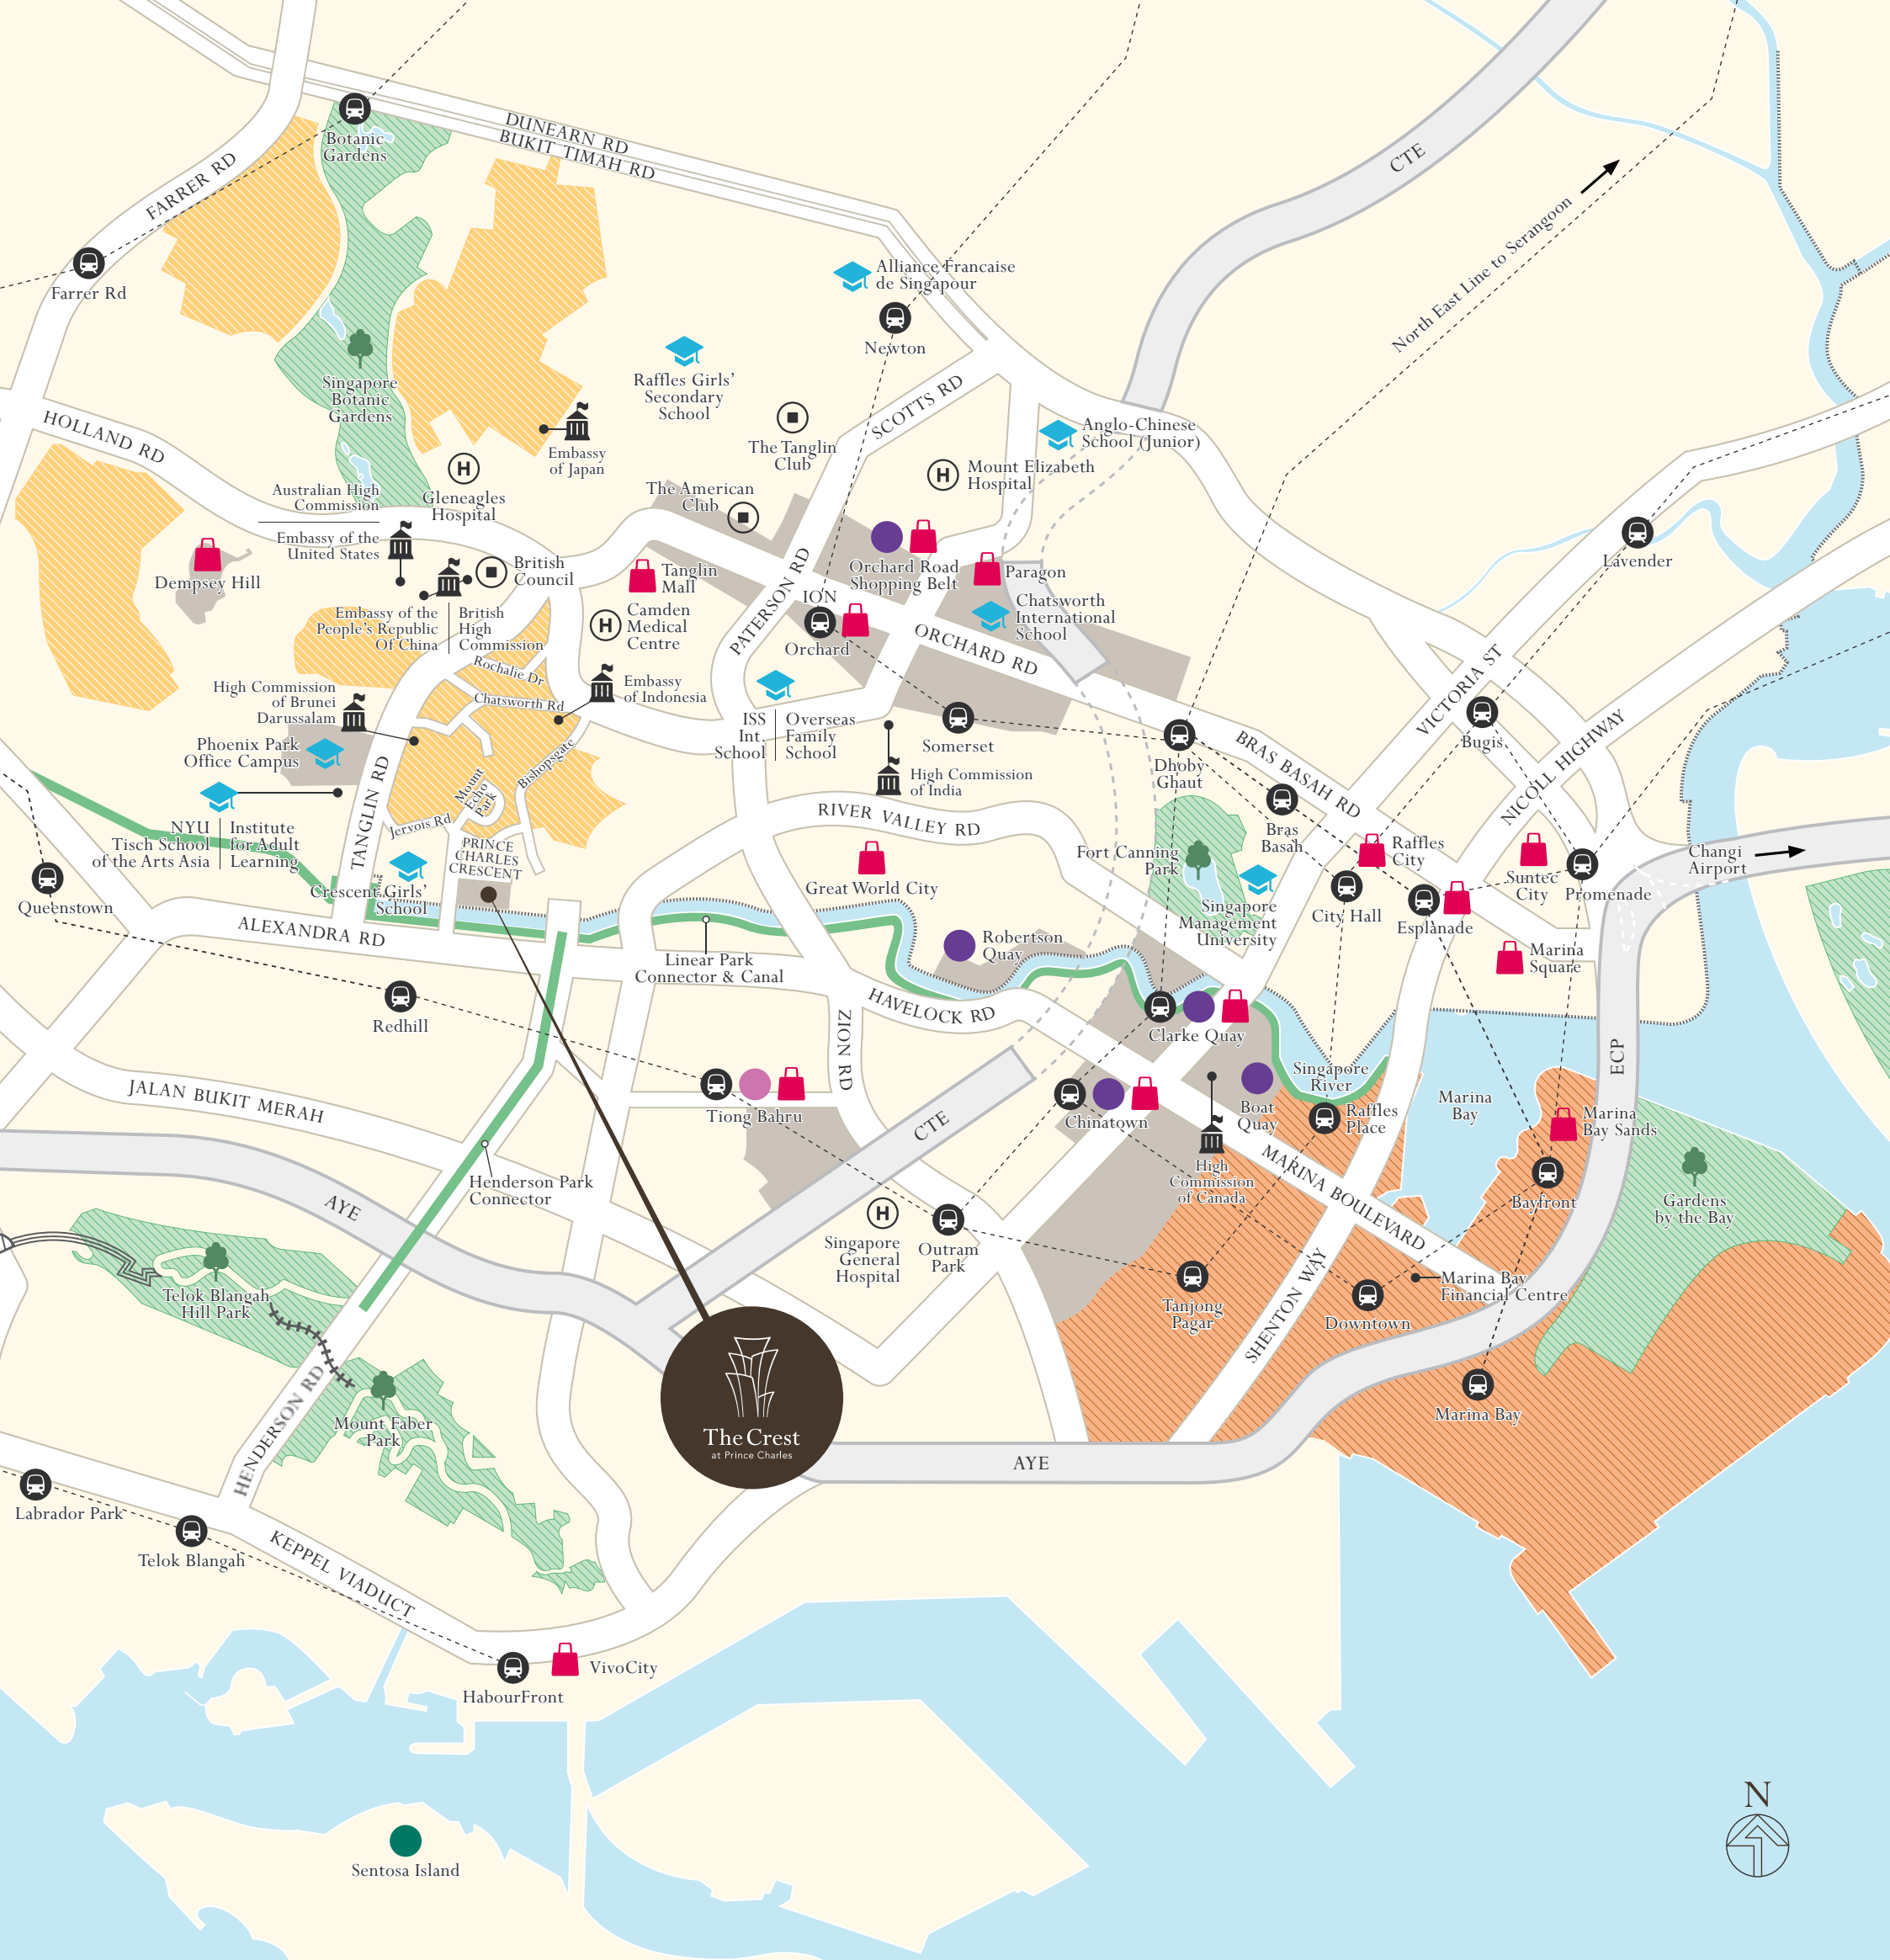 DUNEARN RD
BUKIT TIMAH RD
Botanic
Gardens
FARRER RD
Farrer Rd
CTE
North East Line to Serangoon
Alliance Francaise
de Singapour
Newton
Raffles Girls'
Secondary
School
Singapore
Botanic
Gardens
SCOTTS RD
HOLLAND RD
Embassy
of Japan
The Tanglin
Club
Anglo-Chinese
School (Junior)
H
Mount Elizabeth
Hospital
H
Gleneagles
Hospital
The American
Club
Australian High
Commission
Embassy of the
United States
Dempsey Hill
British
Council
Tanglin
Mall
Orchard Road
Shopping Belt
Paragon
Lavender
PATERSON RD
ION
Orchard
Chatsworth
International
School
Embassy of the
People's Republic
Of China
British
High
Commission
H
Camden
Medical
Centre
ORCHARD RD
Rochalie Dr
Chatsworth Rd
Embassy
of Indonesia
High Commission
of Brunei
Darussalam
VICTORIA ST
Bugis
NICOLL HIGHWAY
ISS
Int.
School
Overseas
Family
School
Somerset
Dhoby
Ghaut
BRAS BASAH RD
Phoenix Park
Office Campus
TANGLIN RD
Bishopsgate
Mount
Echo
Park
High Commission
of India
Bras
Basah
NYU
Tisch School
of the Arts Asia
Institute
for Adult
Learning
Jervois Rd
PRINCE
CHARLES
CRESCENT
RIVER VALLEY RD
Fort Canning
Park
Raffles
City
Suntec
City
Promenade
Changi
Airport
Queenstown
Crescent Girls'
School
Great World City
Singapore
Management
University
City Hall
Esplanade
ALEXANDRA RD
Linear Park
Connector & Canal
Robertson
Quay
Marina
Square
Redhill
HAVELOCK RD
ZION RD
Clarke Quay
ECP
JALAN BUKIT MERAH
Tiong Bahru
CTE
Chinatown
Boat
Quay
Singapore
River
Raffles
Place
Marina
Bay
Marina
Bay Sands
Henderson Park
Connector
High
Commission
of Canada
MARINA BOULEVARD
Bayfront
Gardens
by the Bay
AYE
H
Singapore
General
Hospital
Outram
Park
Telok Blangah
Hill Park
Tanjong
Pagar
SHENTON WAY
Downtown
Marina Bay
Financial Centre
Marina Bay
HENDERSON RD
Mount Faber
Park
The Crest
at Prince Charles
AYE
Labrador Park
Telok Blangah
KEPPEL VIADUCT
HabourFront
VivoCity
Sentosa Island
N